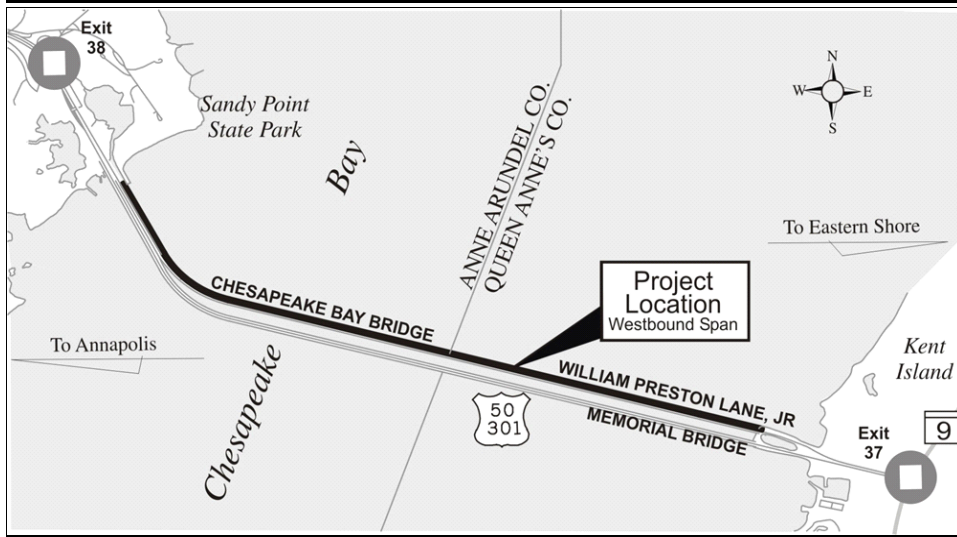 Exit
38
Sandy Point
State Park
Bay
N
W
E
S
ANNE ARUNDEL CO.
QUEEN ANNE'S CO.
To Eastern Shore
Project
Location
Westbound Span
CHESAPEAKE BAY BRIDGE
To Annapolis
Kent
Island
WILLIAM PRESTON LANE, JR
MEMORIAL BRIDGE
50
301
Chesapeake
Exit
37
9